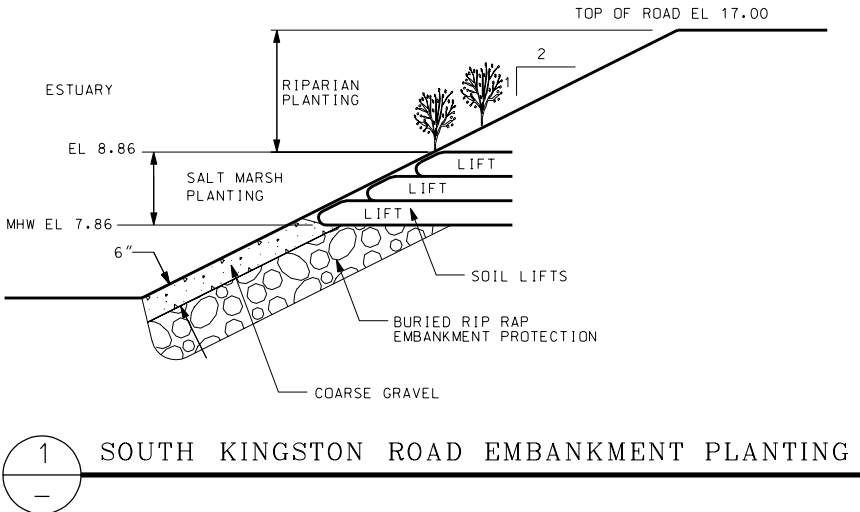 TOP OF ROAD EL 17.00
2
1
ESTUARY
RIPARIAN
PLANTING
EL 8.86
LIFT
SALT MARSH
PLANTING
LIFT
LIFT
MHW EL 7.86
6"
SOIL LIFTS
BURIED RIP RAP
EMBANKMENT PROTECTION
COARSE GRAVEL
1
SOUTH KINGSTON ROAD EMBANKMENT PLANTING
–